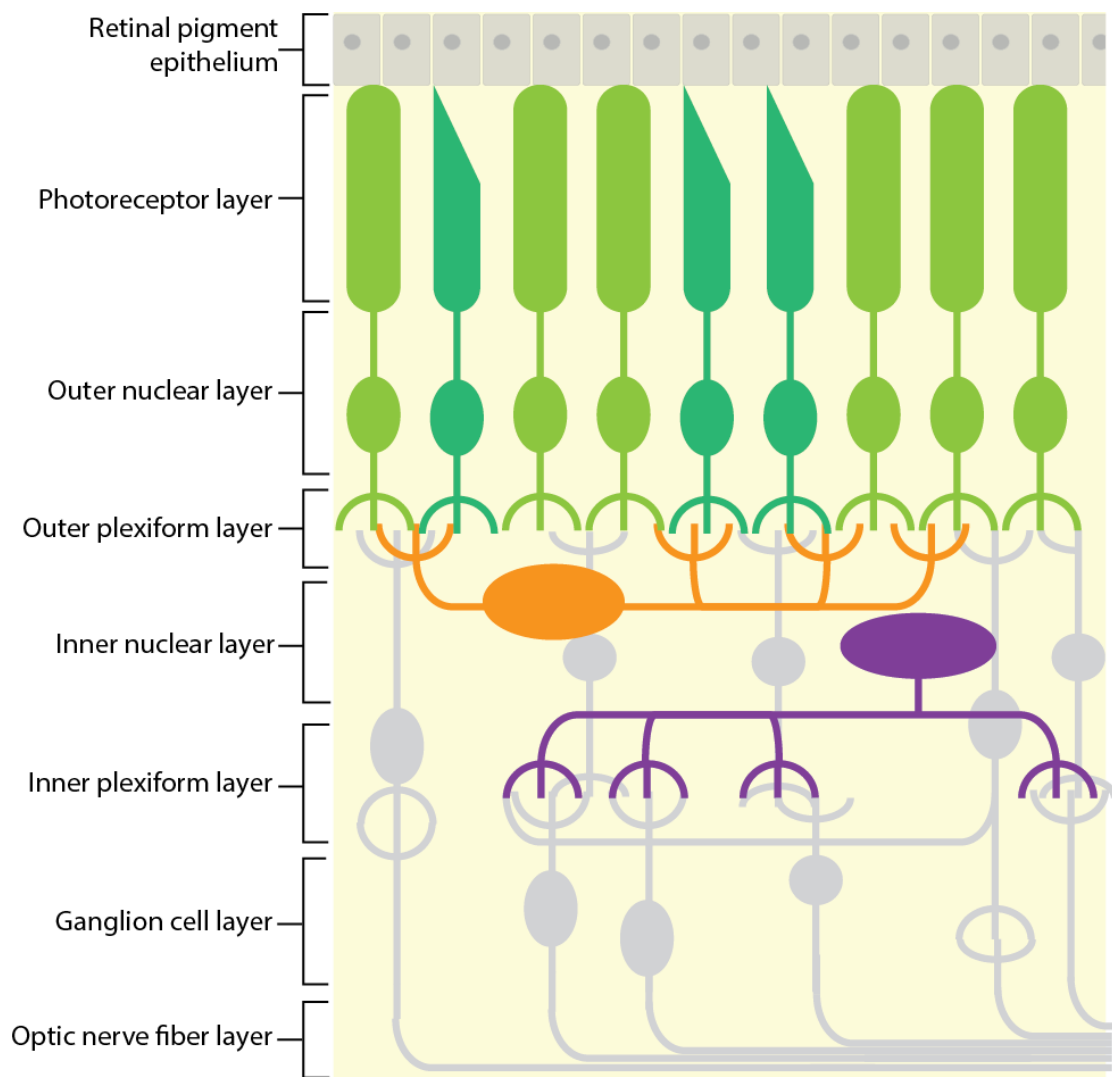 Retinal pigment
epithelium
Photoreceptor layer
Outer nuclear layer
Outer plexiform layer
Inner nuclear layer
Inner plexiform layer
Ganglion cell layer
Optic nerve fiber layer